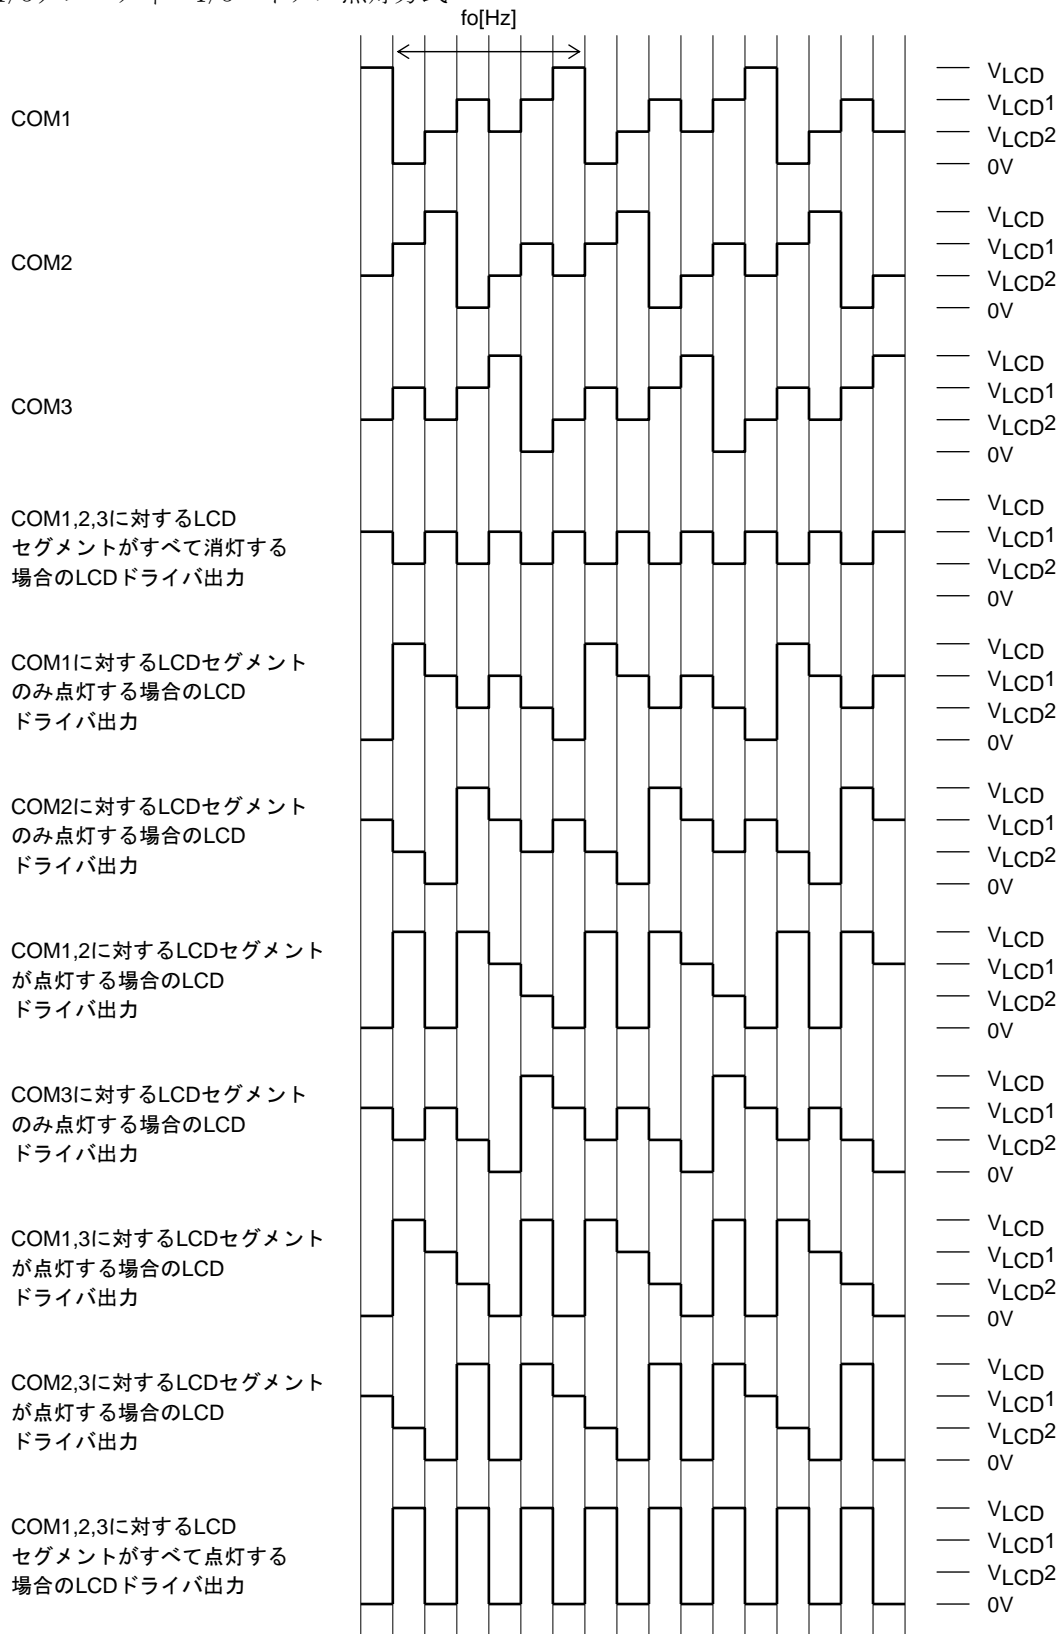 fo[Hz]
COM1
VLCD
VLCD1
VLCD2
0V
COM2
VLCD
VLCD1
VLCD2
0V
COM3
VLCD
VLCD1
VLCD2
0V
COM1,2,3に対するLCD
セグメントがすべて消灯する
場合のLCDドライバ出力
VLCD
VLCD1
VLCD2
0V
COM1に対するLCDセグメント
のみ点灯する場合のLCD
ドライバ出力
VLCD
VLCD1
VLCD2
0V
COM2に対するLCDセグメント
のみ点灯する場合のLCD
ドライバ出力
VLCD
VLCD1
VLCD2
0V
COM1,2に対するLCDセグメント
が点灯する場合のLCD
ドライバ出力
VLCD
VLCD1
VLCD2
0V
COM3に対するLCDセグメント
のみ点灯する場合のLCD
ドライバ出力
VLCD
VLCD1
VLCD2
0V
COM1,3に対するLCDセグメント
が点灯する場合のLCD
ドライバ出力
VLCD
VLCD1
VLCD2
0V
COM2,3に対するLCDセグメント
が点灯する場合のLCD
ドライバ出力
VLCD
VLCD1
VLCD2
0V
COM1,2,3に対するLCD
セグメントがすべて点灯する
場合のLCDドライバ出力
VLCD
VLCD1
VLCD2
0V